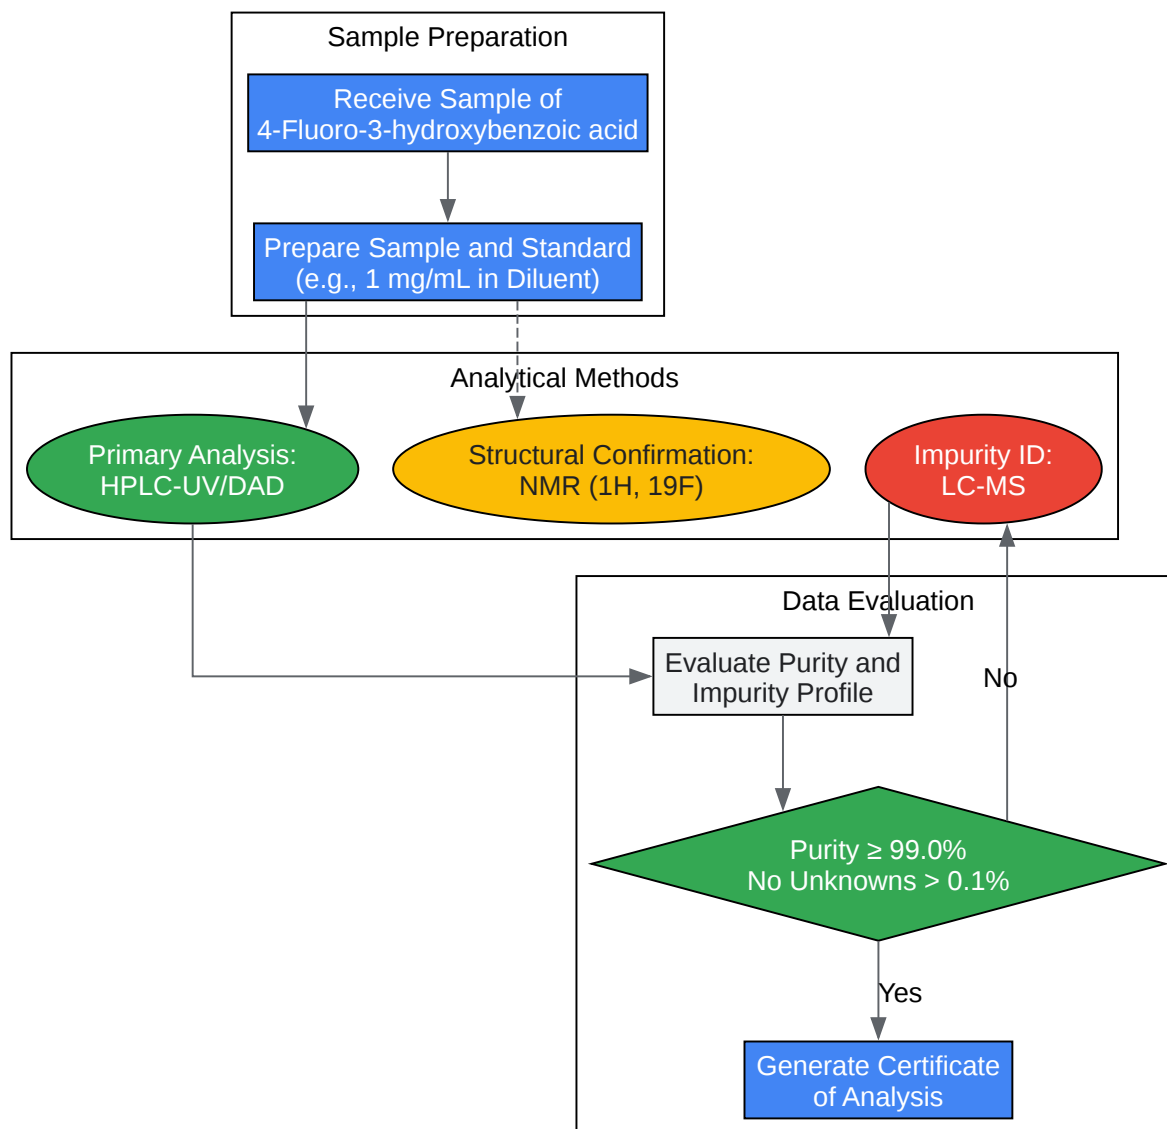 Sample Preparation
Receive Sample of
4-Fluoro-3-hydroxybenzoic acid
Prepare Sample and Standard
(e.g., 1 mg/mL in Diluent)
Analytical Methods
Primary Analysis:
HPLC-UV/DAD
Structural Confirmation:
NMR (1H, 19F)
Impurity ID:
LC-MS
Data Evaluation
Evaluate Purity and
Impurity Profile
No
Purity ≥ 99.0%
No Unknowns > 0.1%
Yes
Generate Certificate
of Analysis